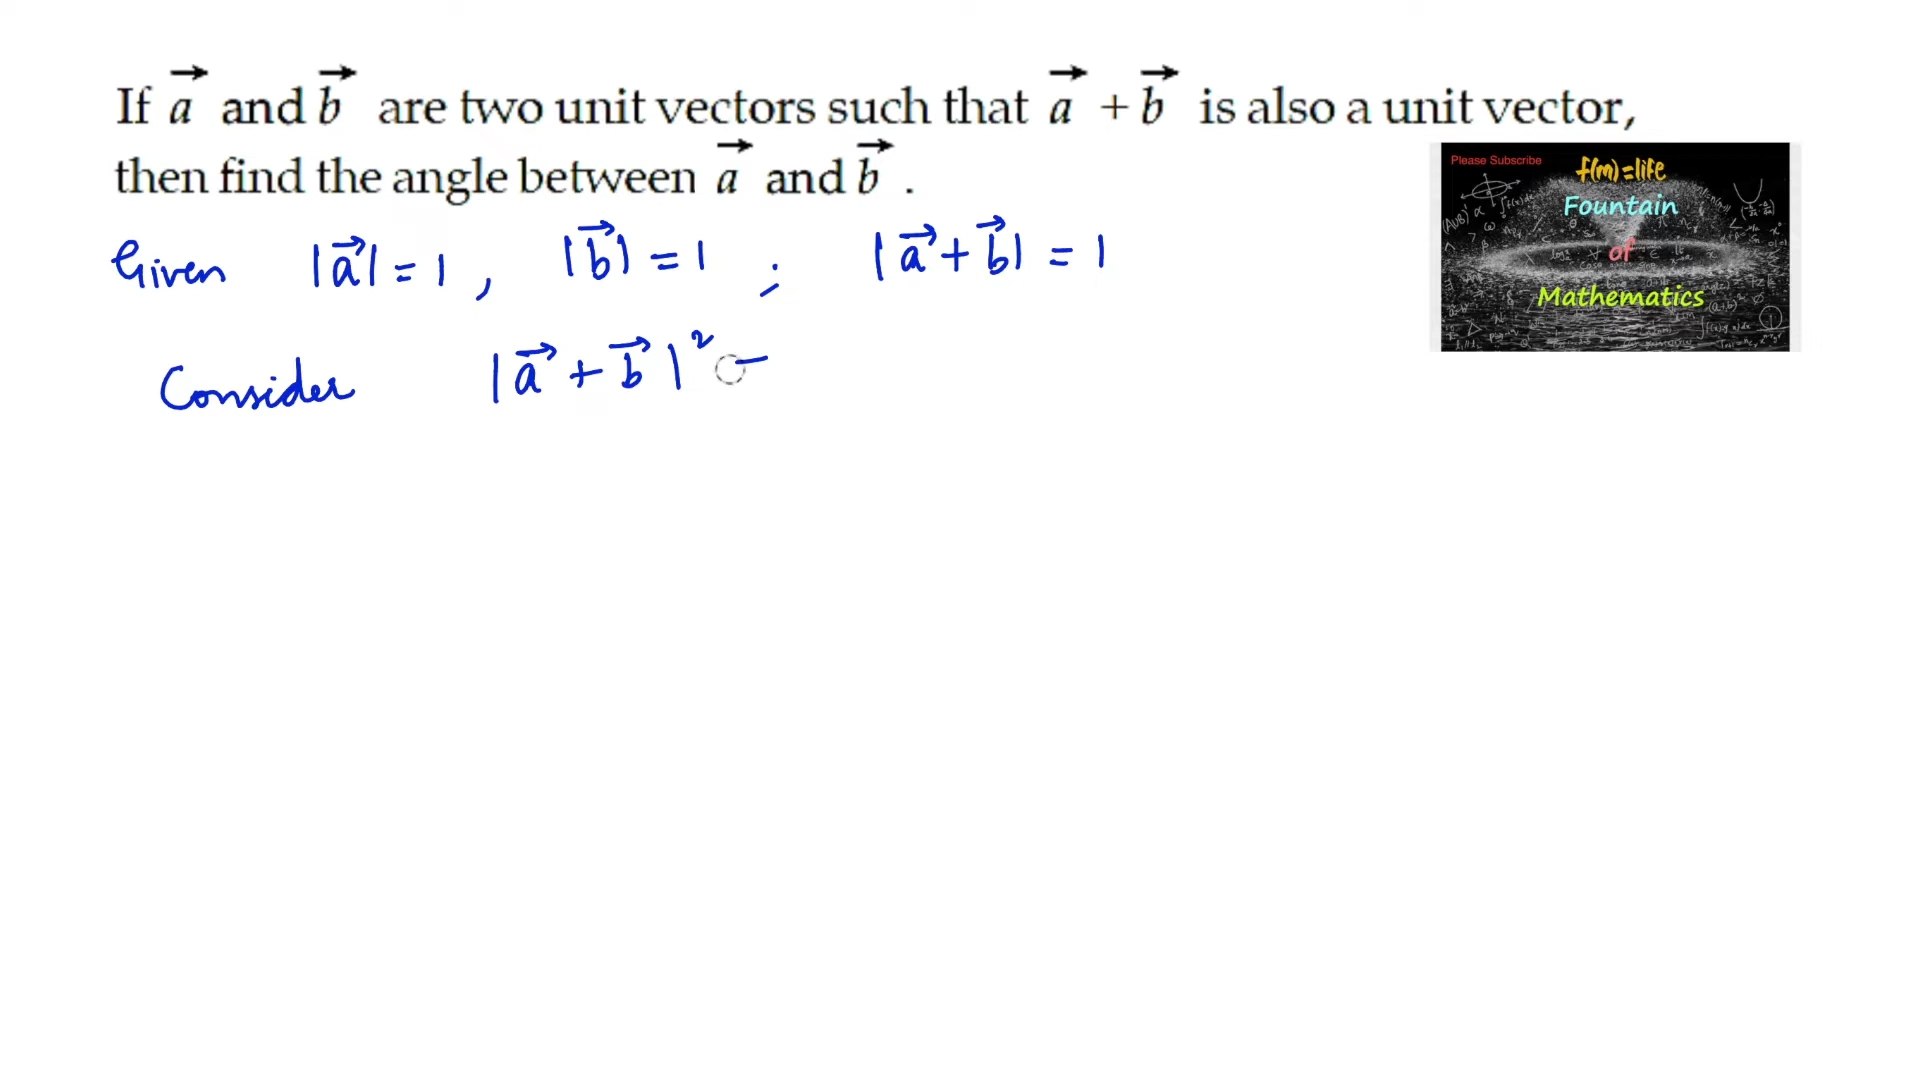 If a⃗ and b⃗ are two unit vectors such that a⃗ + b⃗ is also a unit vector,
then find the angle between a⃗ and b⃗ .
Given |a⃗| = 1 , |b⃗| = 1 ; |a⃗ + b⃗| = 1
Consider |a⃗ + b⃗|²
Please Subscribe
f(m)=life
Fountain
of
Mathematics